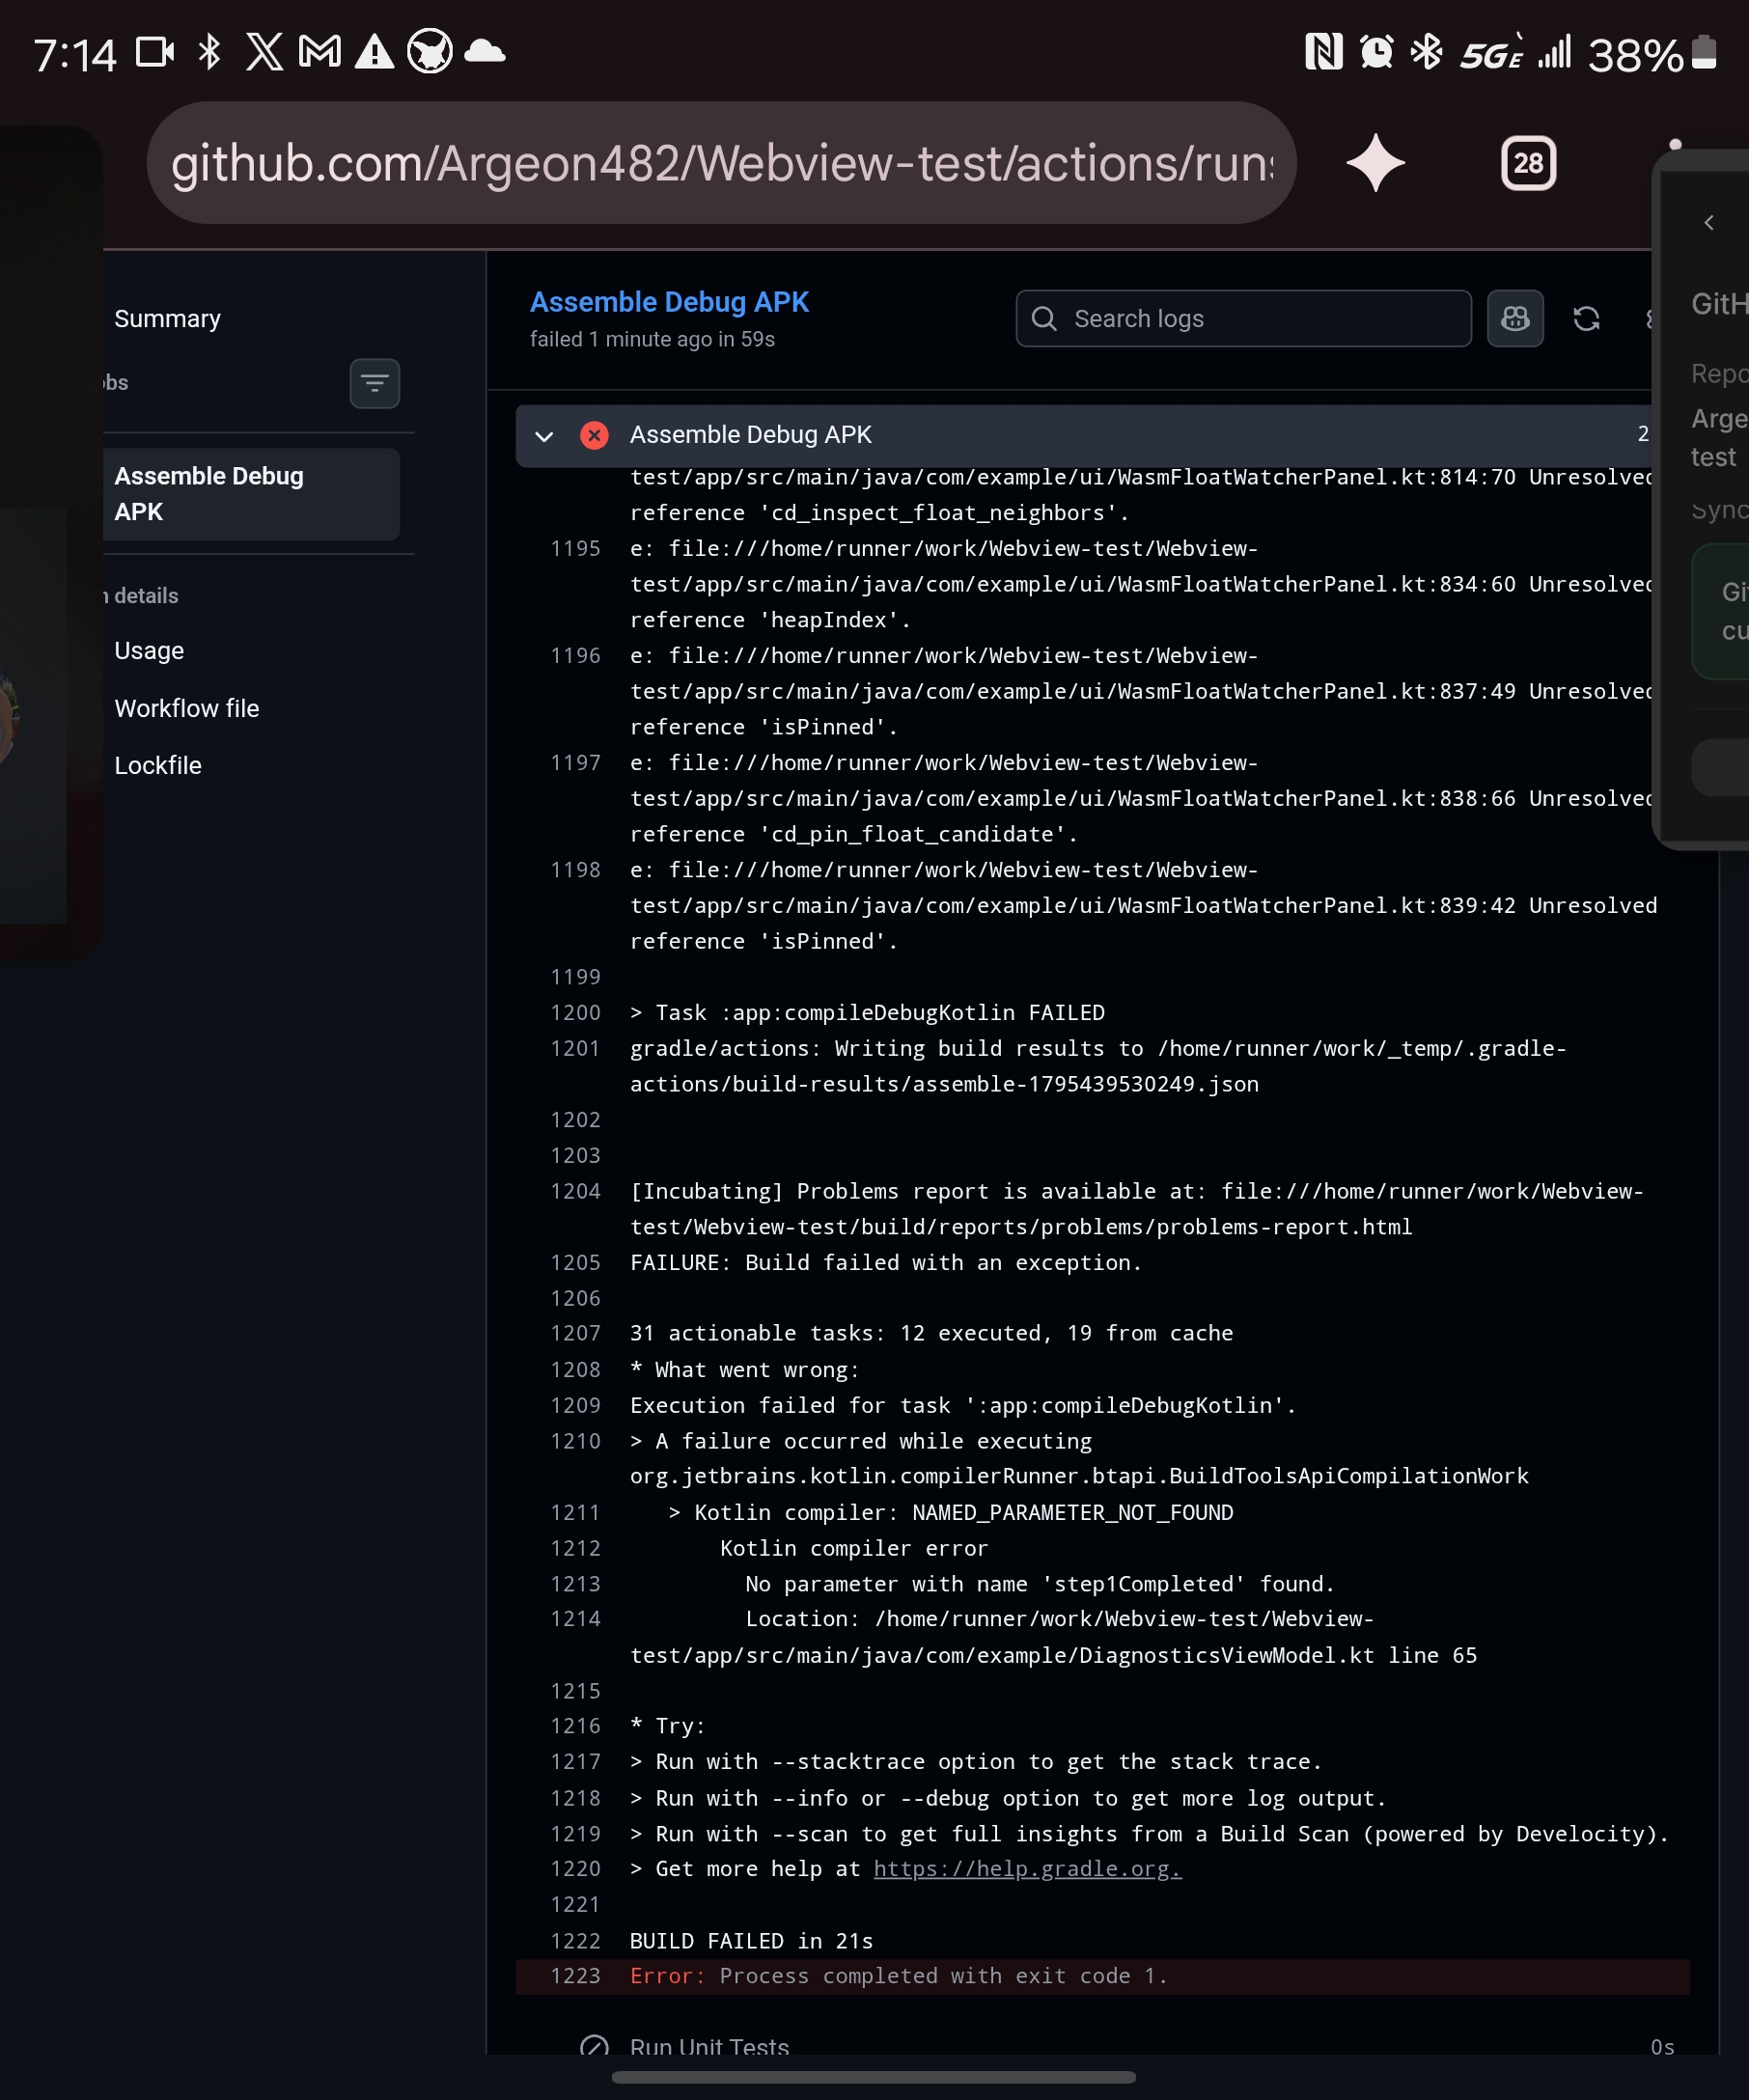 7:14
38%
5GE
github.com/Argeon482/Webview-test/actions/runs
28
Summary
obs
Assemble Debug
APK
n details
Usage
Workflow file
Lockfile
Assemble Debug APK
failed 1 minute ago in 59s
Search logs
Assemble Debug APK
2
test/app/src/main/java/com/example/ui/WasmFloatWatcherPanel.kt:814:70 Unresolved
reference 'cd_inspect_float_neighbors'.
1195 e: file:///home/runner/work/Webview-test/Webview-
test/app/src/main/java/com/example/ui/WasmFloatWatcherPanel.kt:834:60 Unresolved
reference 'heapIndex'.
1196 e: file:///home/runner/work/Webview-test/Webview-
test/app/src/main/java/com/example/ui/WasmFloatWatcherPanel.kt:837:49 Unresolved
reference 'isPinned'.
1197 e: file:///home/runner/work/Webview-test/Webview-
test/app/src/main/java/com/example/ui/WasmFloatWatcherPanel.kt:838:66 Unresolved
reference 'cd_pin_float_candidate'.
1198 e: file:///home/runner/work/Webview-test/Webview-
test/app/src/main/java/com/example/ui/WasmFloatWatcherPanel.kt:839:42 Unresolved
reference 'isPinned'.
1199
1200 > Task :app:compileDebugKotlin FAILED
1201 gradle/actions: Writing build results to /home/runner/work/_temp/.gradle-
actions/build-results/assemble-1795439530249.json
1202
1203
1204 [Incubating] Problems report is available at: file:///home/runner/work/Webview-
test/Webview-test/build/reports/problems/problems-report.html
1205 FAILURE: Build failed with an exception.
1206
1207 31 actionable tasks: 12 executed, 19 from cache
1208 * What went wrong:
1209 Execution failed for task ':app:compileDebugKotlin'.
1210 > A failure occurred while executing
org.jetbrains.kotlin.compilerRunner.btapi.BuildToolsApiCompilationWork
1211 > Kotlin compiler: NAMED_PARAMETER_NOT_FOUND
1212 Kotlin compiler error
1213 No parameter with name 'step1Completed' found.
1214 Location: /home/runner/work/Webview-test/Webview-
test/app/src/main/java/com/example/DiagnosticsViewModel.kt line 65
1215
1216 * Try:
1217 > Run with --stacktrace option to get the stack trace.
1218 > Run with --info or --debug option to get more log output.
1219 > Run with --scan to get full insights from a Build Scan (powered by Develocity).
1220 > Get more help at https://help.gradle.org.
1221
1222 BUILD FAILED in 21s
1223 Error: Process completed with exit code 1.
Run Unit Tests 0s
GitH
Repo
Arge
test
Sync
Git
cu